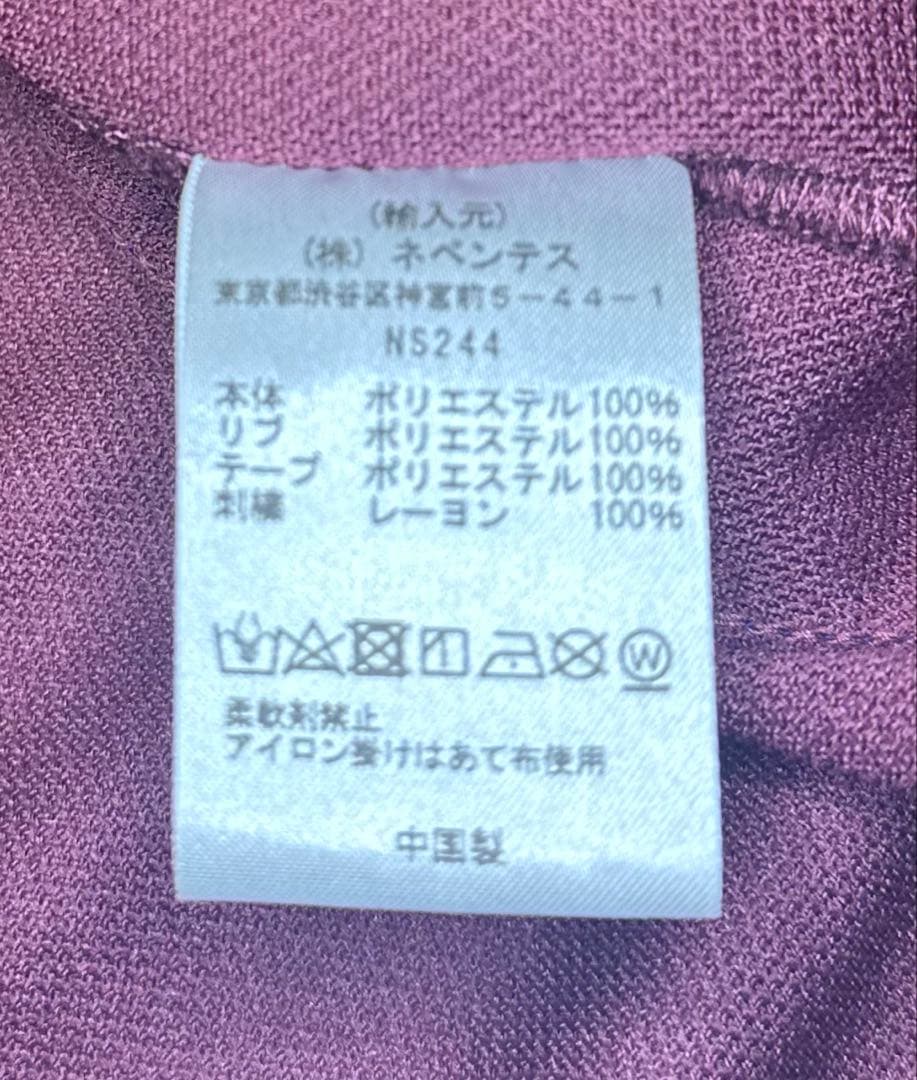 (輸入元)
(株) ネペンテス
東京都渋谷区神宮前5-44-1
NS244
本体 ポリエステル100%
リブ ポリエステル100%
テープ ポリエステル100%
刺繍 レーヨン 100%
W
柔軟剤禁止
アイロン掛けはあて布使用
中国製